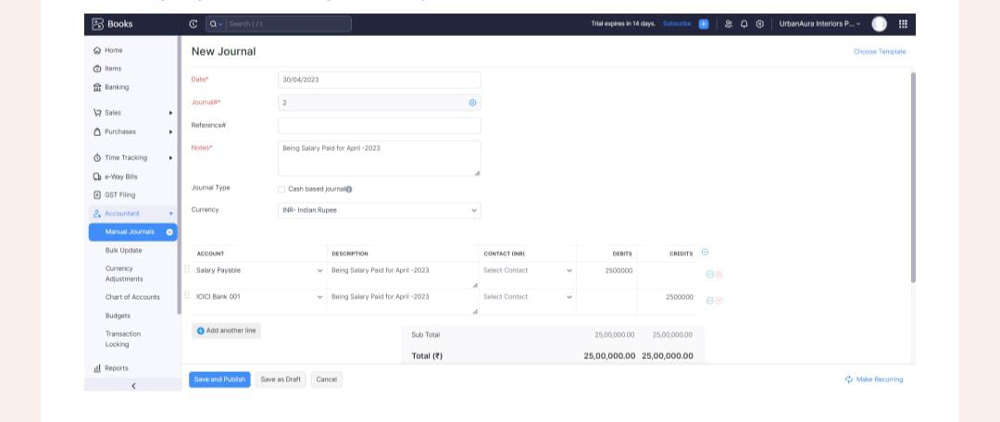 Books
Search ( / )
Trial expires in 14 days. Subscribe
UrbanAura Interiors P...
Home
Items
Banking
Sales
Purchases
Time Tracking
e-Way Bills
GST Filing
Accountant
Manual Journals
Bulk Update
Currency
Adjustments
Chart of Accounts
Budgets
Transaction
Locking
Reports
New Journal
Choose Template
Date*
30/04/2023
Journal#*
2
Reference#
Notes*
Being Salary Paid for April -2023
Journal Type
Cash based journal
Currency
INR- Indian Rupee
ACCOUNT DESCRIPTION CONTACT (INR) DEBITS CREDITS
Salary Payable Being Salary Paid for April -2023 Select Contact 2500000
ICICI Bank 001 Being Salary Paid for April -2023 Select Contact 2500000
Add another line
Sub Total 25,00,000.00 25,00,000.00
Total (₹) 25,00,000.00 25,00,000.00
Save and Publish Save as Draft Cancel
Make Recurring